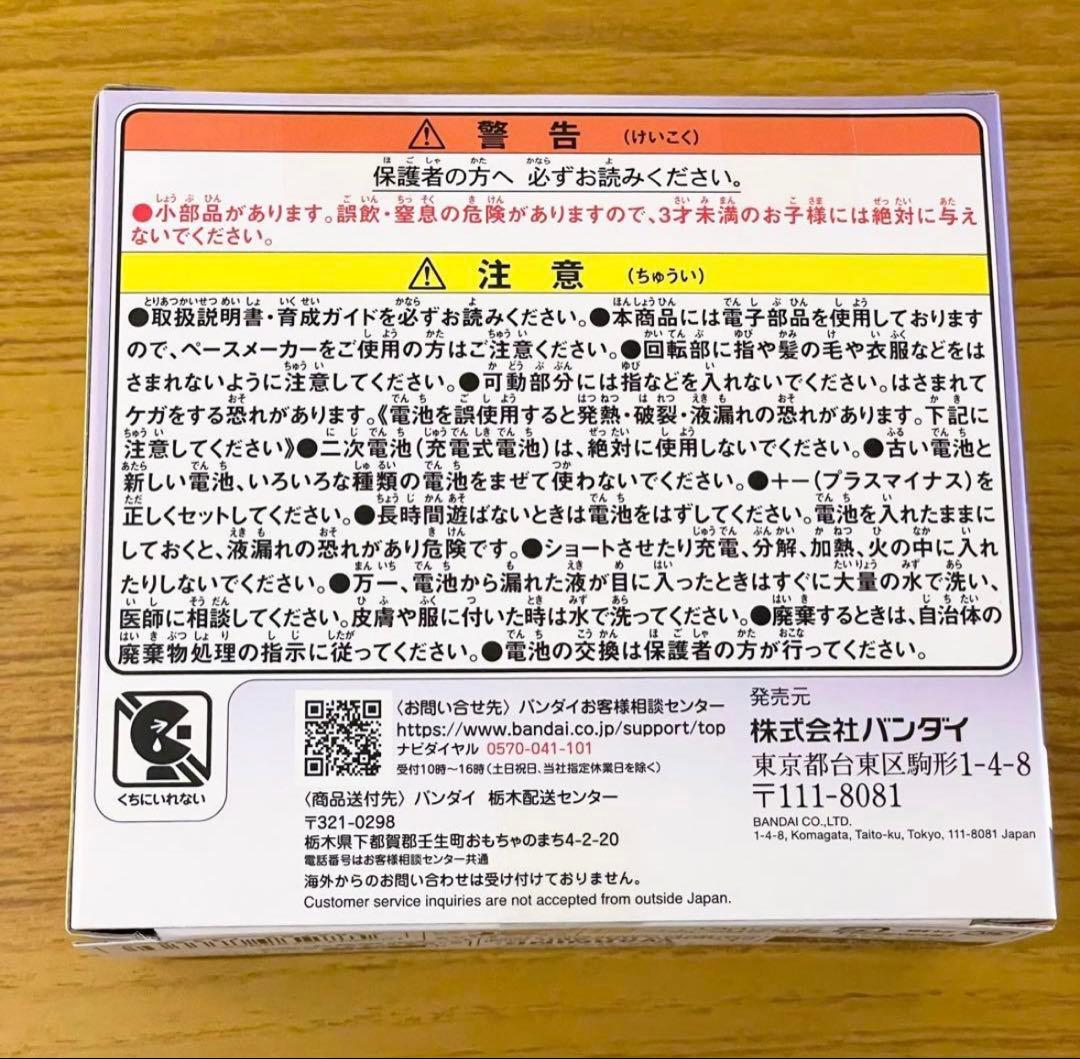 警告 (けいこく)
保護者の方へ 必ずお読みください。
●小部品があります。誤飲・窒息の危険がありますので、3才未満のお子様には絶対に与え
ないでください。
注意 (ちゅうい)
●取扱説明書・育成ガイドを必ずお読みください。●本商品には電子部品を使用しております
ので、ペースメーカーをご使用の方はご注意ください。●回転部に指や髪の毛や衣服などをは
さまれないように注意してください。●可動部分には指などを入れないでください。はさまれて
ケガをする恐れがあります。《電池を誤使用すると発熱・破裂・液漏れの恐れがあります。下記に
注意してください》●二次電池(充電式電池)は、絶対に使用しないでください。●古い電池と
新しい電池、いろいろな種類の電池をまぜて使わないでください。●+-(プラスマイナス)を
正しくセットしてください。●長時間遊ばないときは電池をはずしてください。電池を入れたままに
しておくと、液漏れの恐れがあり危険です。●ショートさせたり充電、分解、加熱、火の中に入れ
たりしないでください。●万一、電池から漏れた液が目に入ったときはすぐに大量の水で洗い、
医師に相談してください。皮膚や服に付いた時は水で洗ってください。●廃棄するときは、自治体の
廃棄物処理の指示に従ってください。●電池の交換は保護者の方が行ってください。
くちにいれない
〈お問い合せ先〉バンダイお客様相談センター
https://www.bandai.co.jp/support/top
ナビダイヤル 0570-041-101
受付10時〜16時(土日祝日、当社指定休業日を除く)
〈商品送付先〉バンダイ 栃木配送センター
〒321-0298
栃木県下都賀郡壬生町おもちゃのまち4-2-20
電話番号はお客様相談センター共通
海外からのお問い合わせは受け付けておりません。
Customer service inquiries are not accepted from outside Japan.
発売元
株式会社バンダイ
東京都台東区駒形1-4-8
〒111-8081
BANDAI CO.,LTD.
1-4-8, Komagata, Taito-ku, Tokyo, 111-8081 Japan